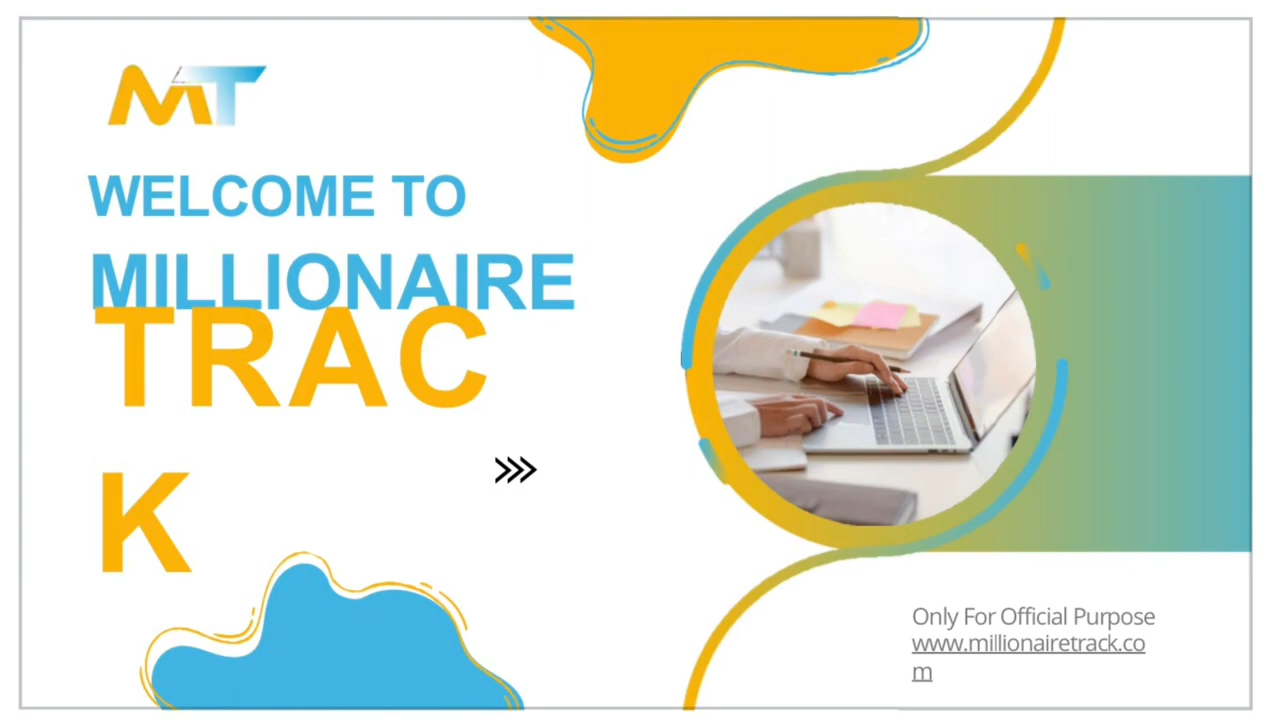 MT
WELCOME TO
MILLIONAIRE
TRAC
K
Only For Official Purpose
www.millionairetrack.co
m